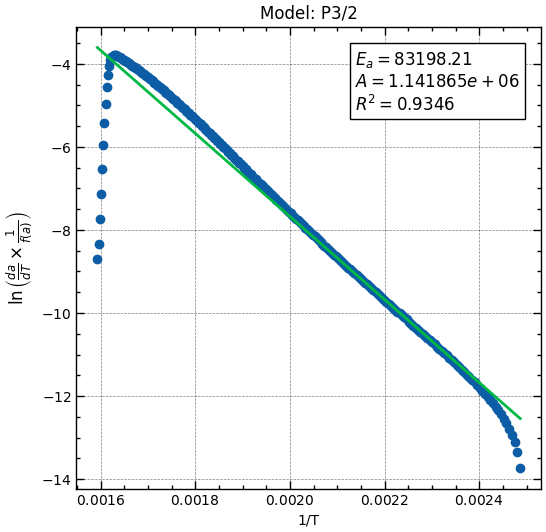 Model: P3/2
E_a = 83198.21
A = 1.141865e + 06
R^2 = 0.9346
ln (da/dT × 1/f(a))
−4
−6
−8
−10
−12
−14
0.0016 0.0018 0.0020 0.0022 0.0024
1/T